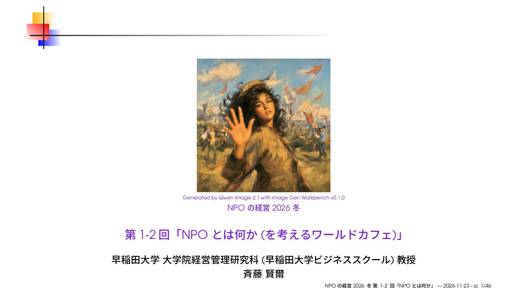 Generated by Qwen-Image-2.1 with Image Gen Workbench v0.1.0
NPO の経営 2026 冬
第 1-2 回「NPO とは何か (を考えるワールドカフェ)」
早稲田大学 大学院経営管理研究科 (早稲田大学ビジネススクール) 教授
斉藤 賢爾
NPO の経営 2026 冬 第 1-2 回「NPO とは何か」 — 2026-11-23 – p. 1/46